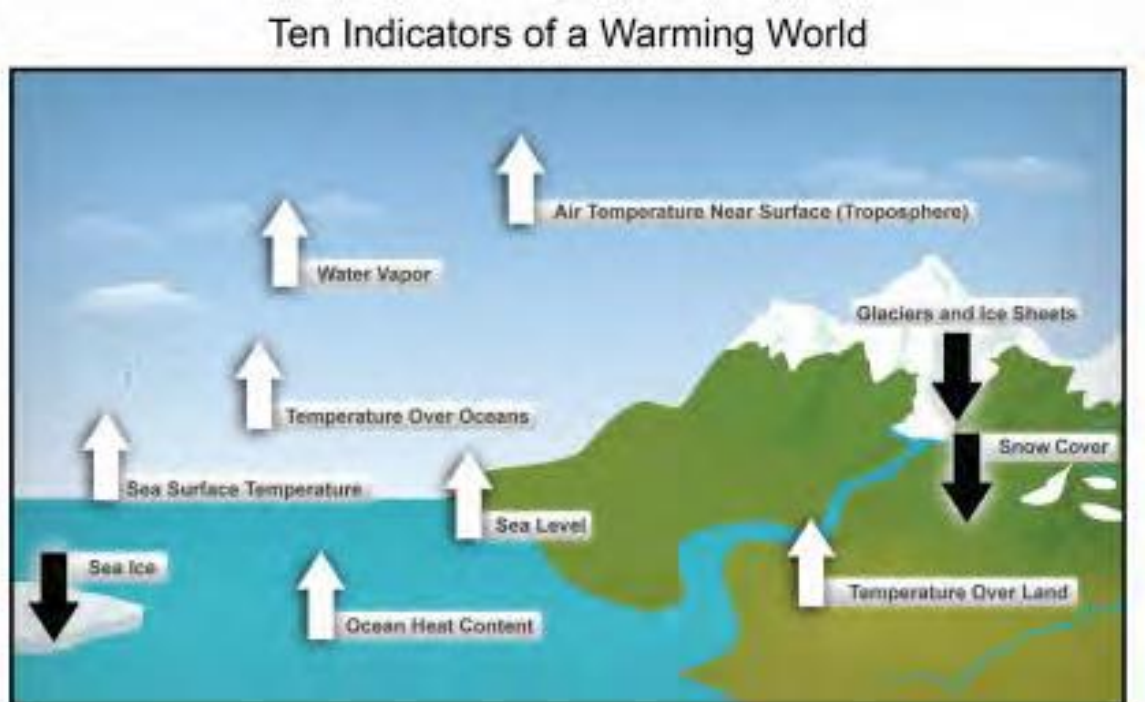 Ten Indicators of a Warming World
Air Temperature Near Surface (Troposphere)
Water Vapor
Glaciers and Ice Sheets
Temperature Over Oceans
Snow Cover
Sea Surface Temperature
Sea Level
Sea Ice
Temperature Over Land
Ocean Heat Content